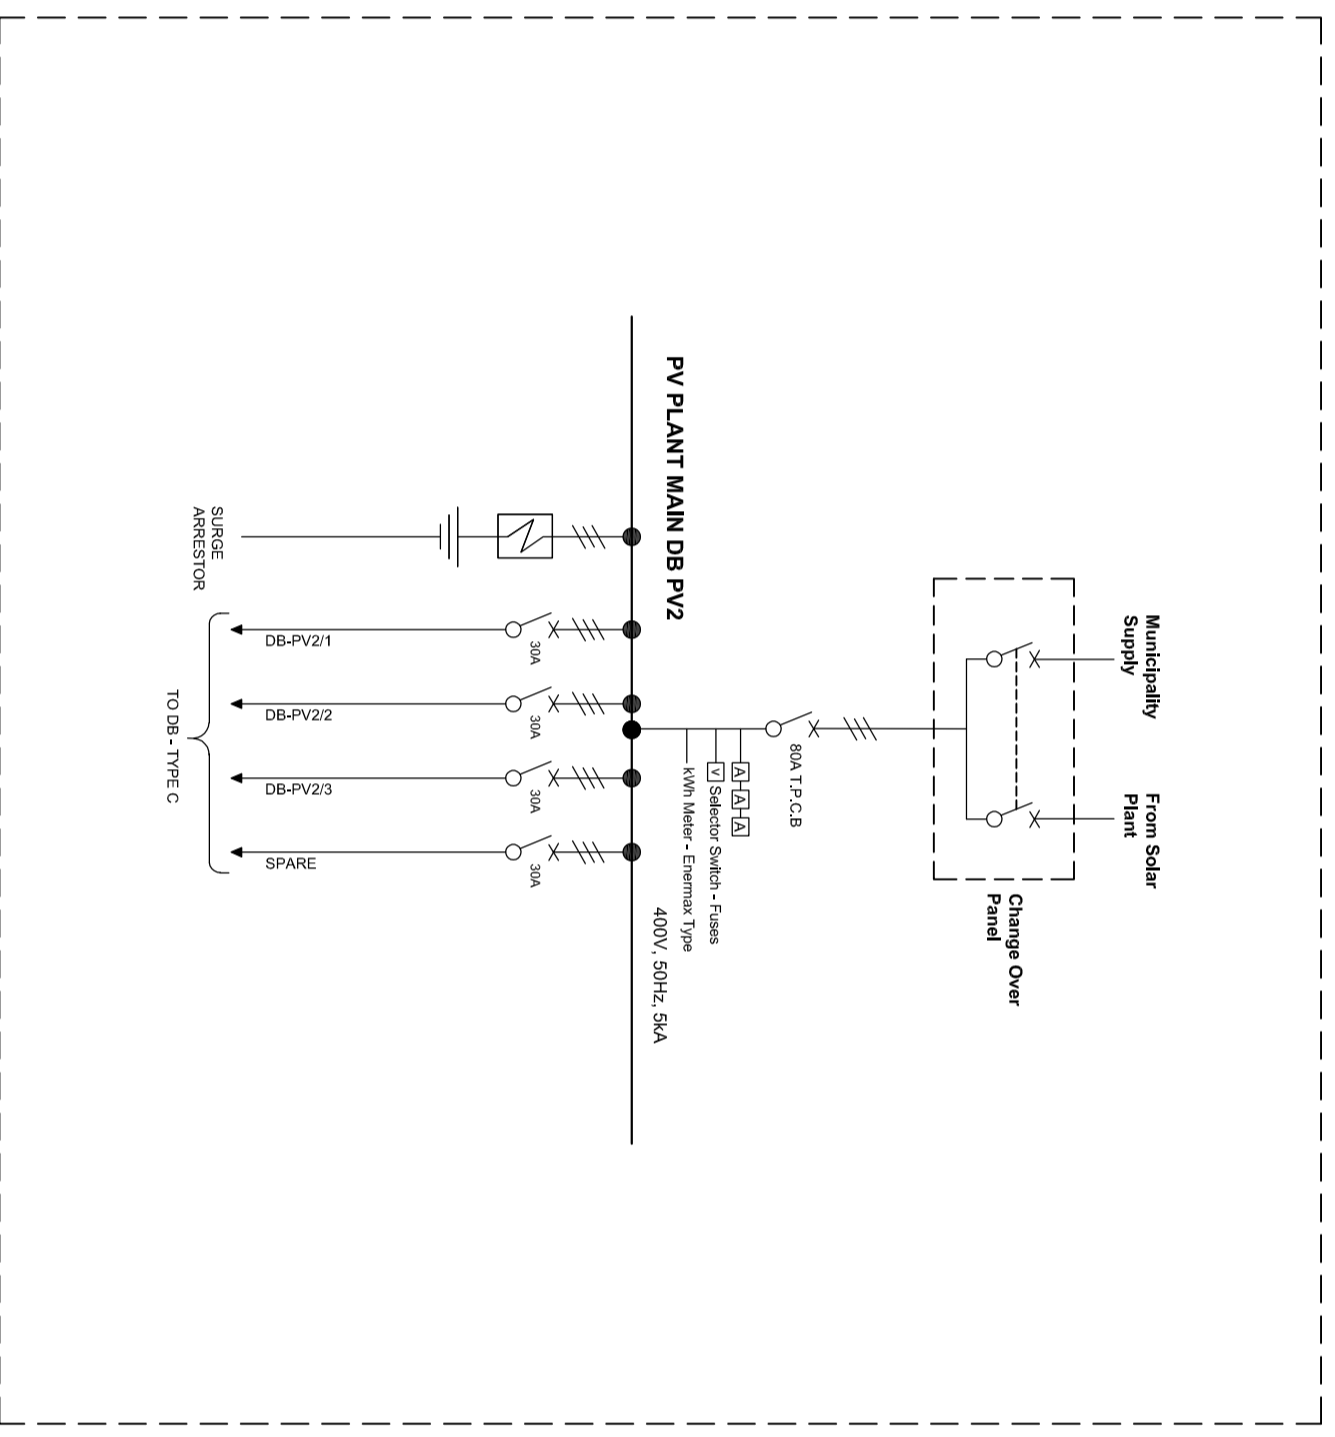 Municipality
Supply
From Solar
Plant
Change Over
Panel
80A T.P.C.B
A A A
V Selector Switch - Fuses
kWh Meter - Enermax Type
PV PLANT MAIN DB PV2
400V, 50Hz, 5kA
30A
30A
30A
30A
DB-PV2/1
DB-PV2/2
DB-PV2/3
SPARE
SURGE
ARRESTOR
TO DB - TYPE C